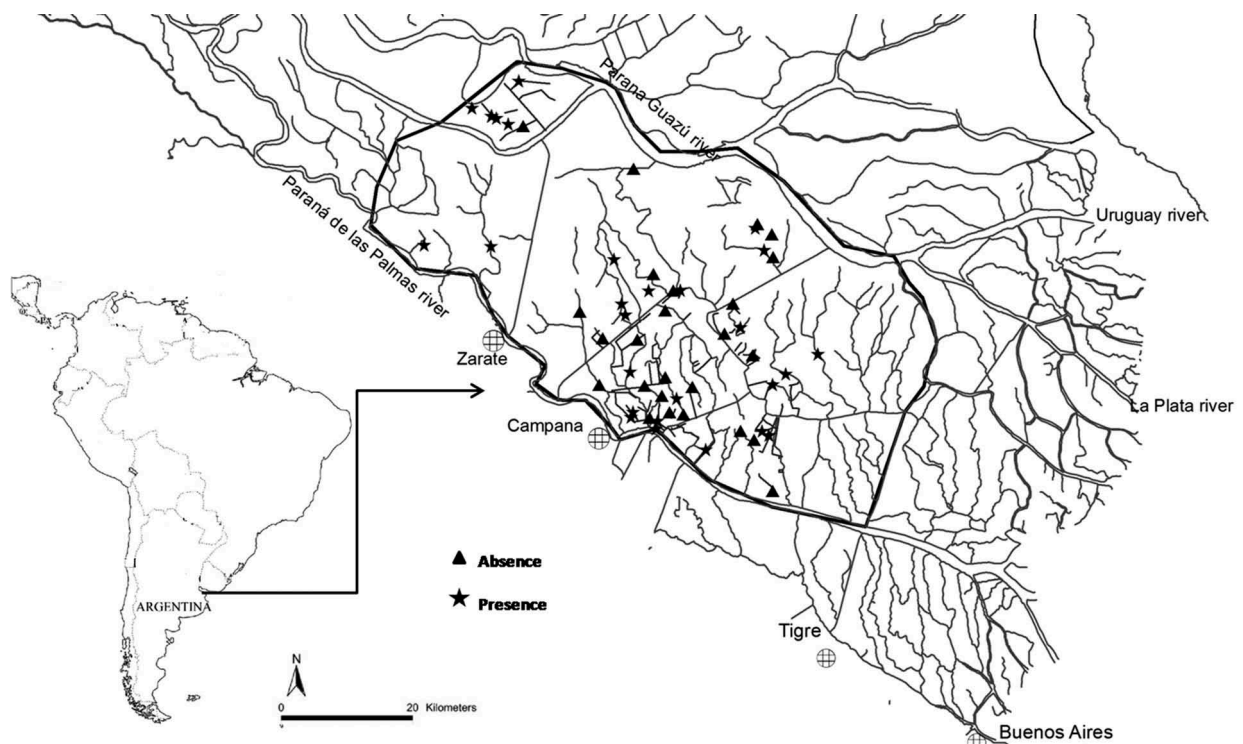 Paraná Guazú river
Paraná de las Palmas river
Uruguay river
Zarate
La Plata river
Campana
Absence
ARGENTINA
Presence
Tigre
N
0 20 Kilometers
Buenos Aires